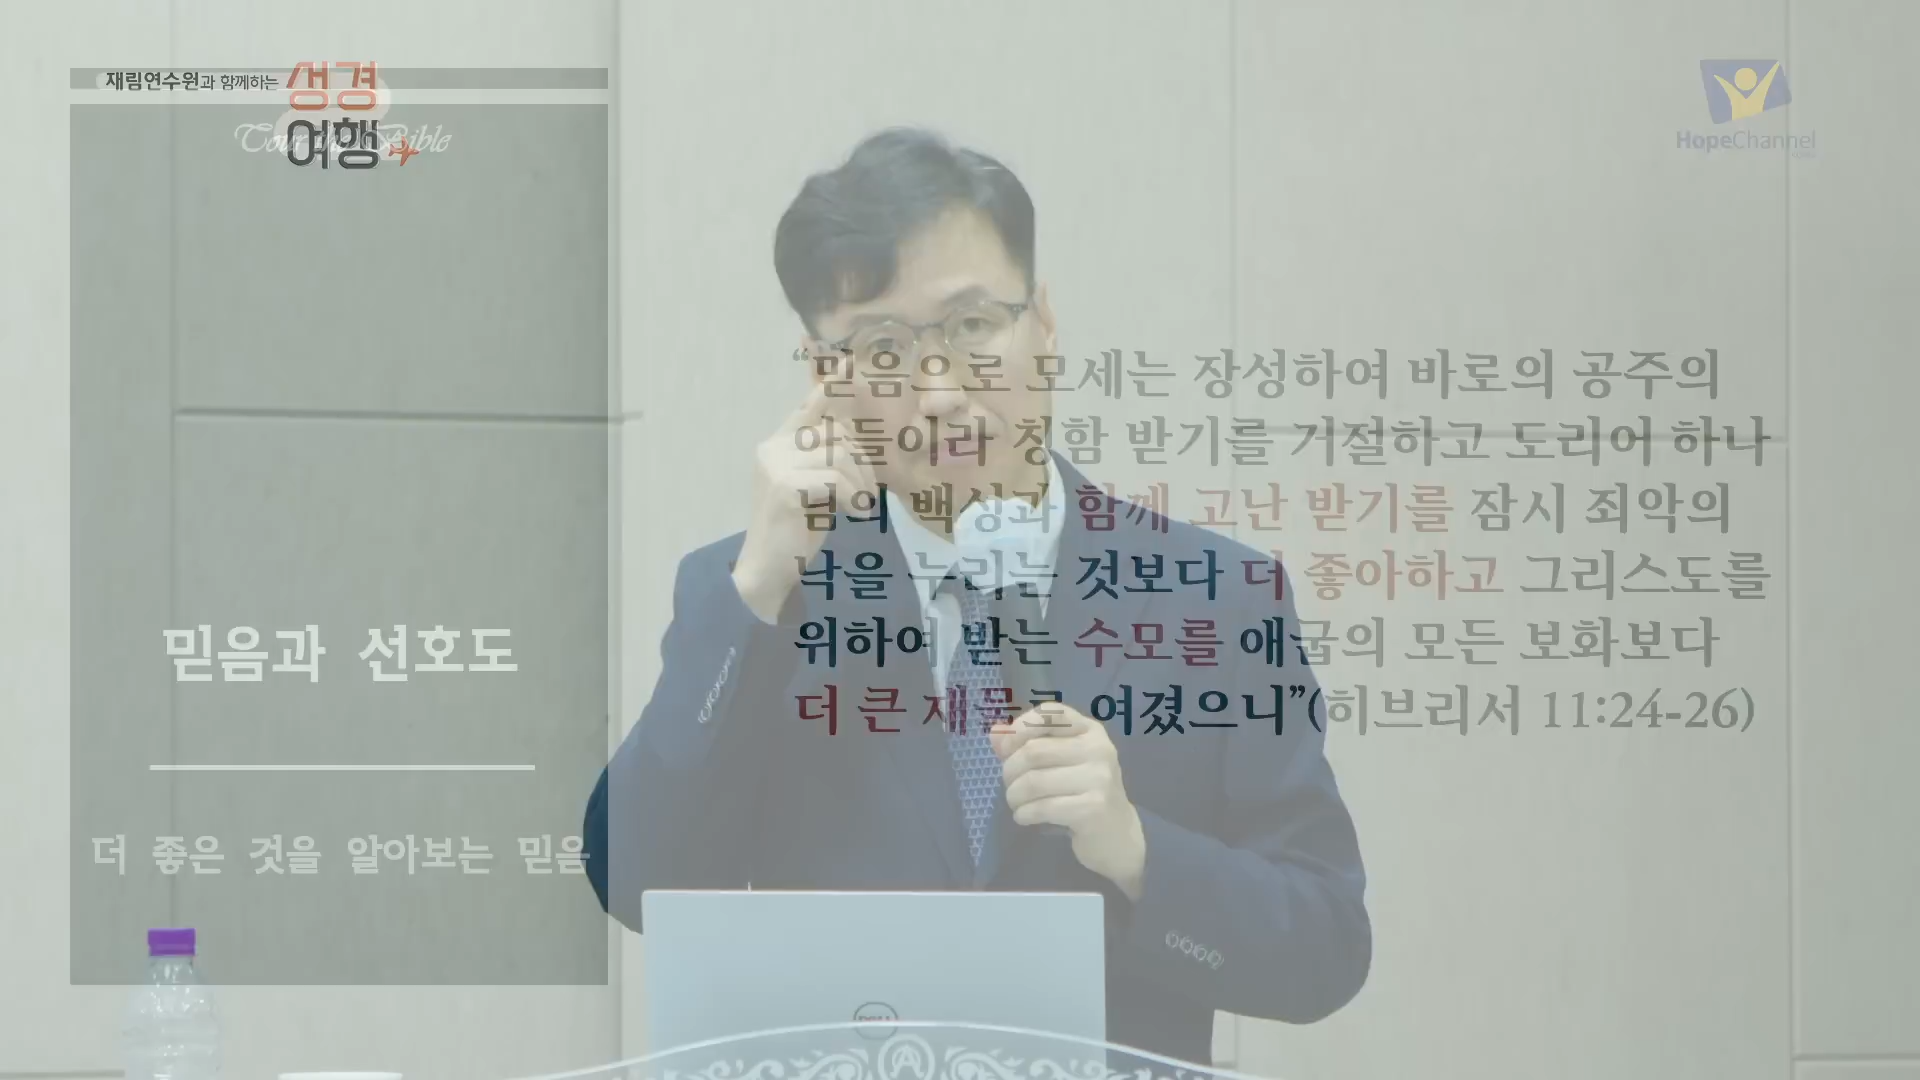 재림연수원과 함께하는
성경
여행
Tour the Bible
HopeChannel
“믿음으로 모세는 장성하여 바로의 공주의
아들이라 칭함 받기를 거절하고 도리어 하나
님의 백성과 함께 고난 받기를 잠시 죄악의
낙을 누리는 것보다 더 좋아하고 그리스도를
위하여 받는 수모를 애굽의 모든 보화보다
더 큰 재물로 여겼으니”(히브리서 11:24-26)
믿음과 선호도
더 좋은 것을 알아보는 믿음
DELL